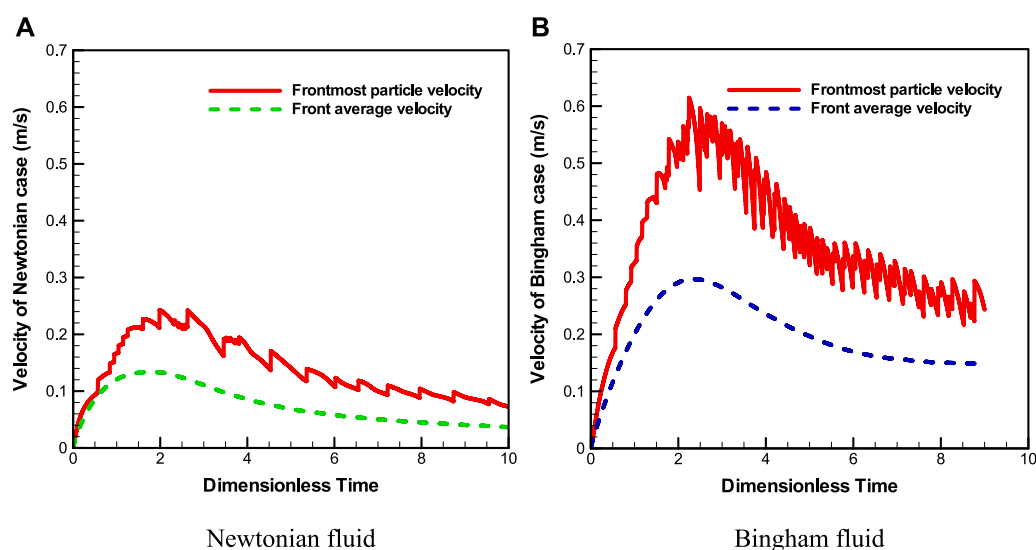 A
B
0.7
0.6
0.5
0.4
0.3
0.2
0.1
0
Velocity of Newtonian case (m/s)
Frontmost particle velocity
Front average velocity
0 2 4 6 8 10
Dimensionless Time
Newtonian fluid
0.7
0.6
0.5
0.4
0.3
0.2
0.1
0
Velocity of Bingham case (m/s)
Frontmost particle velocity
Front average velocity
0 2 4 6 8 10
Dimensionless Time
Bingham fluid